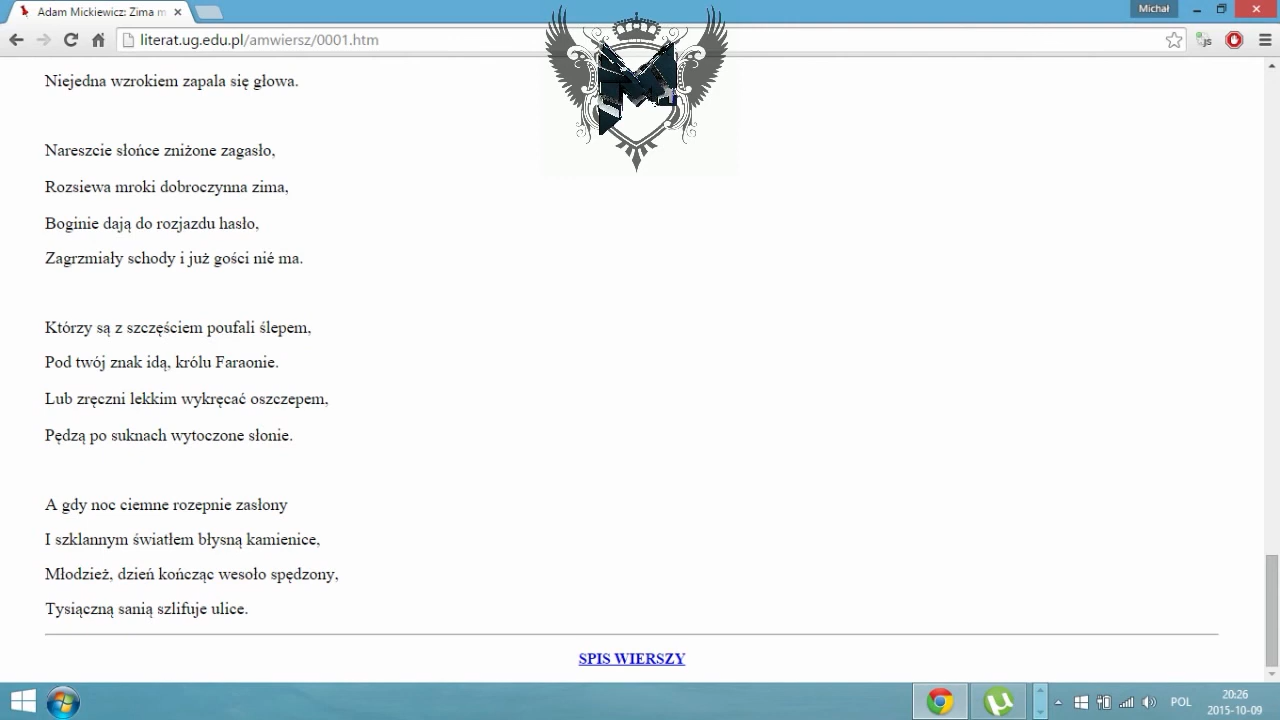 Adam Mickiewicz: Zima m
Michał
literat.ug.edu.pl/amwiersz/0001.htm
js
Niejedna wzrokiem zapala się głowa.
Nareszcie słońce zniżone zagasło,
Rozsiewa mroki dobroczynna zima,
Boginie dają do rozjazdu hasło,
Zagrzmiały schody i już gości nié ma.
Którzy są z szczęściem poufali ślepem,
Pod twój znak idą, królu Faraonie.
Lub zręczni lekkim wykręcać oszczepem,
Pędzą po suknach wytoczone słonie.
A gdy noc ciemne rozepnie zasłony
I szklannym światłem błysną kamienice,
Młodzież, dzień kończąc wesoło spędzony,
Tysiączną sanią szlifuje ulice.
SPIS WIERSZY
POL
20:26
2015-10-09